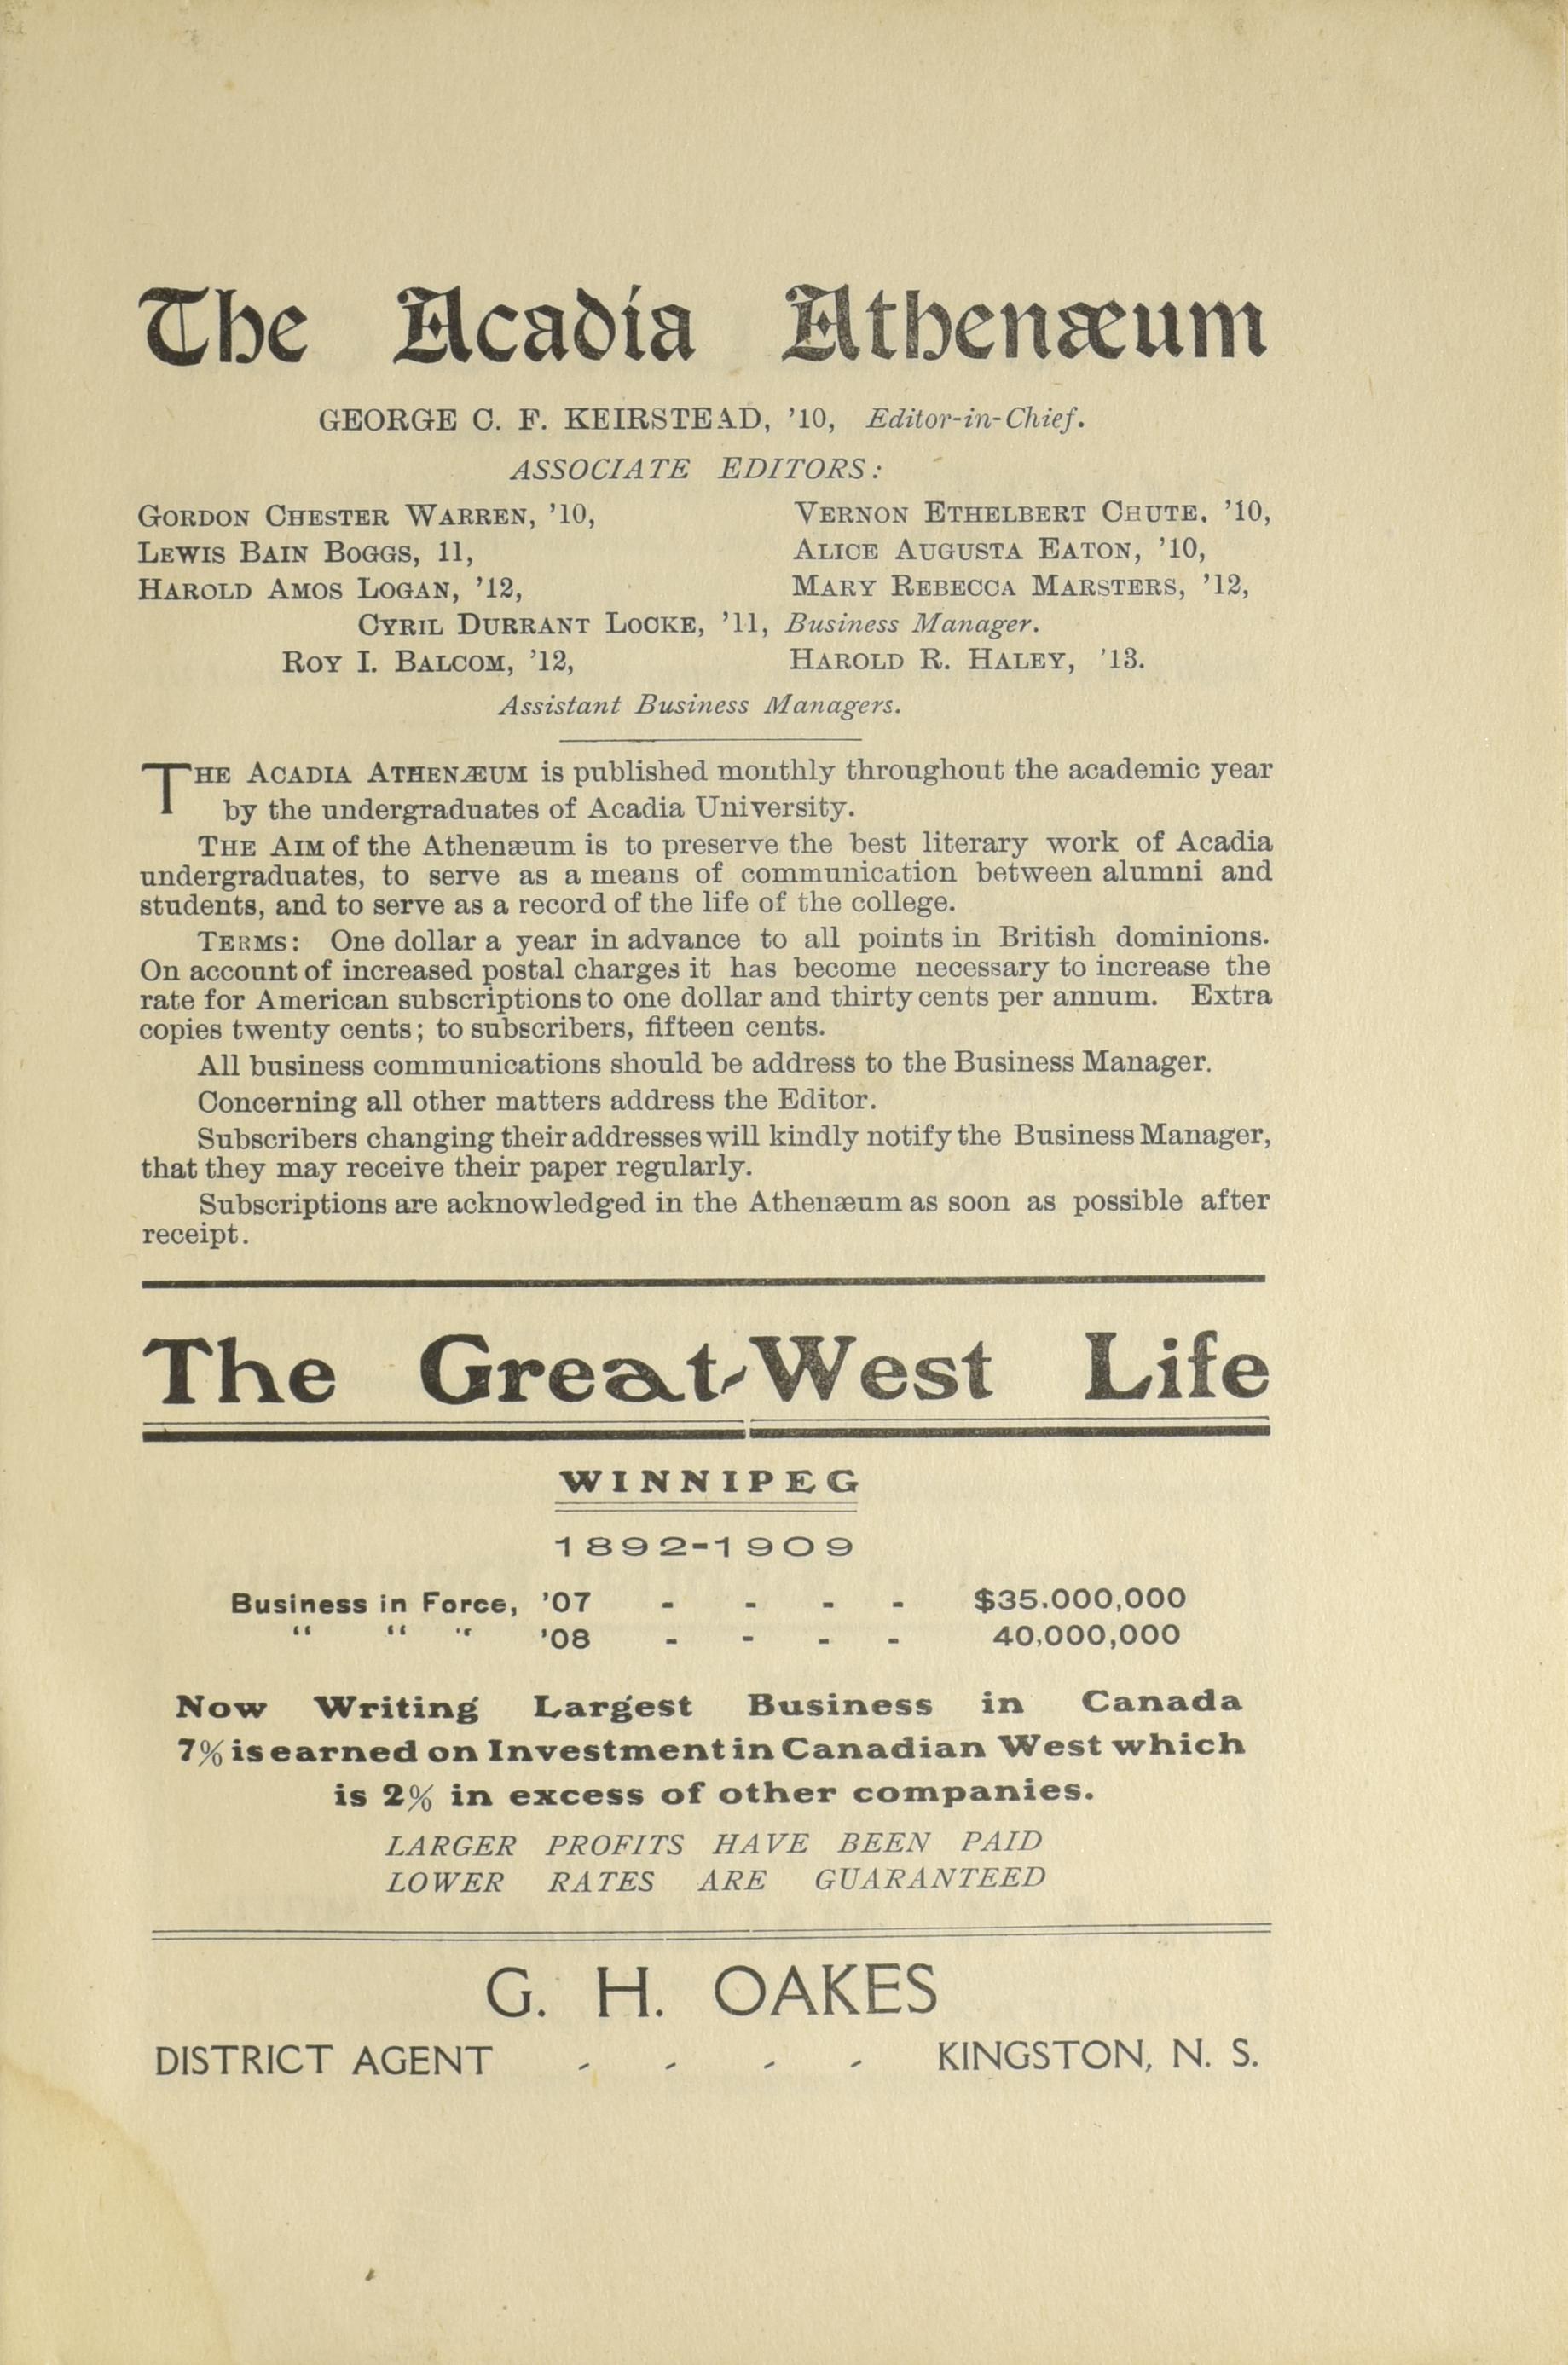 The Acadia Athenæum
GEORGE C. F. KEIRSTEAD, '10, Editor-in-Chief.
ASSOCIATE EDITORS:
GORDON CHESTER WARREN, '10, VERNON ETHELBERT CHUTE. '10,
LEWIS BAIN BOGGS, 11, ALICE AUGUSTA EATON, '10,
HAROLD AMOS LOGAN, '12, MARY REBECCA MARSTERS, '12,
CYRIL DURRANT LOCKE, '11, Business Manager.
ROY I. BALCOM, '12, HAROLD R. HALEY, '13.
Assistant Business Managers.
THE ACADIA ATHENÆUM is published monthly throughout the academic year
by the undergraduates of Acadia University.
THE AIM of the Athenæum is to preserve the best literary work of Acadia
undergraduates, to serve as a means of communication between alumni and
students, and to serve as a record of the life of the college.
TERMS: One dollar a year in advance to all points in British dominions.
On account of increased postal charges it has become necessary to increase the
rate for American subscriptions to one dollar and thirty cents per annum. Extra
copies twenty cents; to subscribers, fifteen cents.
All business communications should be address to the Business Manager.
Concerning all other matters address the Editor.
Subscribers changing their addresses will kindly notify the Business Manager,
that they may receive their paper regularly.
Subscriptions are acknowledged in the Athenæum as soon as possible after
receipt.
The Great-West Life
WINNIPEG
1892-1909
Business in Force, '07 - - - - $35.000,000
" " " '08 - - - - 40,000,000
Now Writing Largest Business in Canada
7% is earned on Investment in Canadian West which
is 2% in excess of other companies.
LARGER PROFITS HAVE BEEN PAID
LOWER RATES ARE GUARANTEED
G. H. OAKES
DISTRICT AGENT - - - - KINGSTON, N. S.